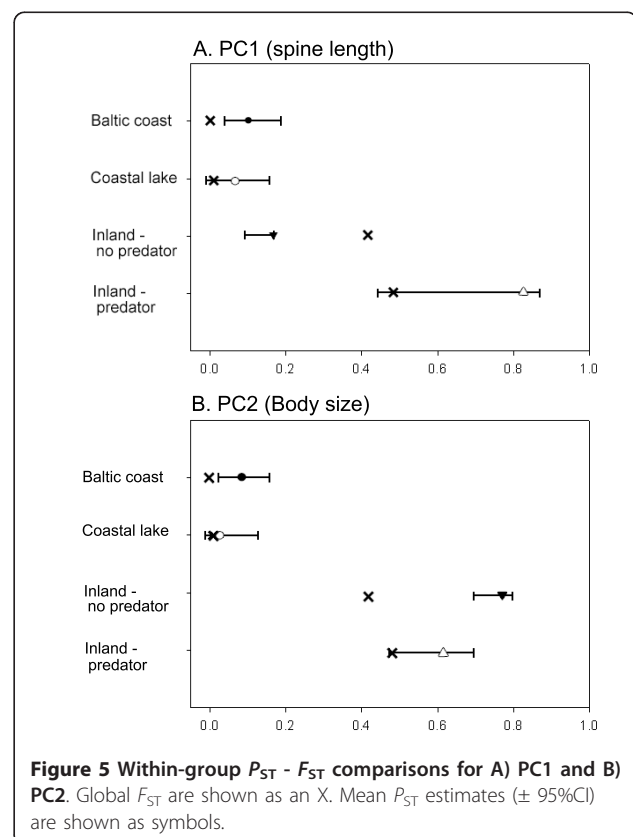 A. PC1 (spine length)
Baltic coast
Coastal lake
Inland -
no predator
Inland -
predator
0.0 0.2 0.4 0.6 0.8 1.0
B. PC2 (Body size)
Baltic coast
Coastal lake
Inland -
no predator
Inland -
predator
0.0 0.2 0.4 0.6 0.8 1.0
Figure 5 Within-group PST - FST comparisons for A) PC1 and B)
PC2. Global FST are shown as an X. Mean PST estimates (± 95%CI)
are shown as symbols.